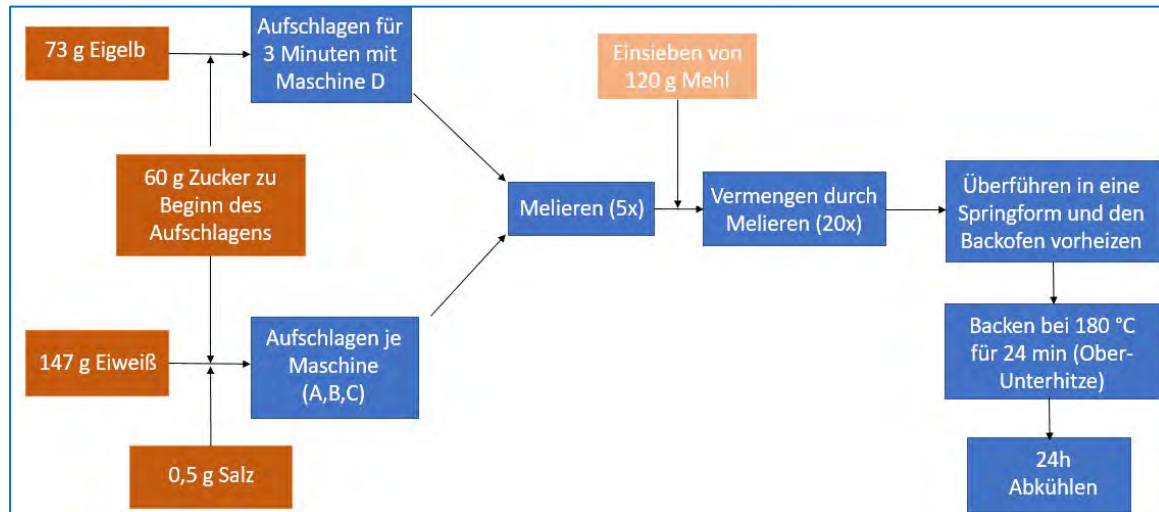 73 g Eigelb
Aufschlagen für
3 Minuten mit
Maschine D
Einsieben von
120 g Mehl
60 g Zucker zu
Beginn des
Aufschlagens
Melieren (5x)
Vermengen durch
Melieren (20x)
Überführen in eine
Springform und den
Backofen vorheizen
147 g Eiweiß
Aufschlagen je
Maschine
(A,B,C)
Backen bei 180 °C
für 24 min (Ober-
Unterhitze)
0,5 g Salz
24h
Abkühlen